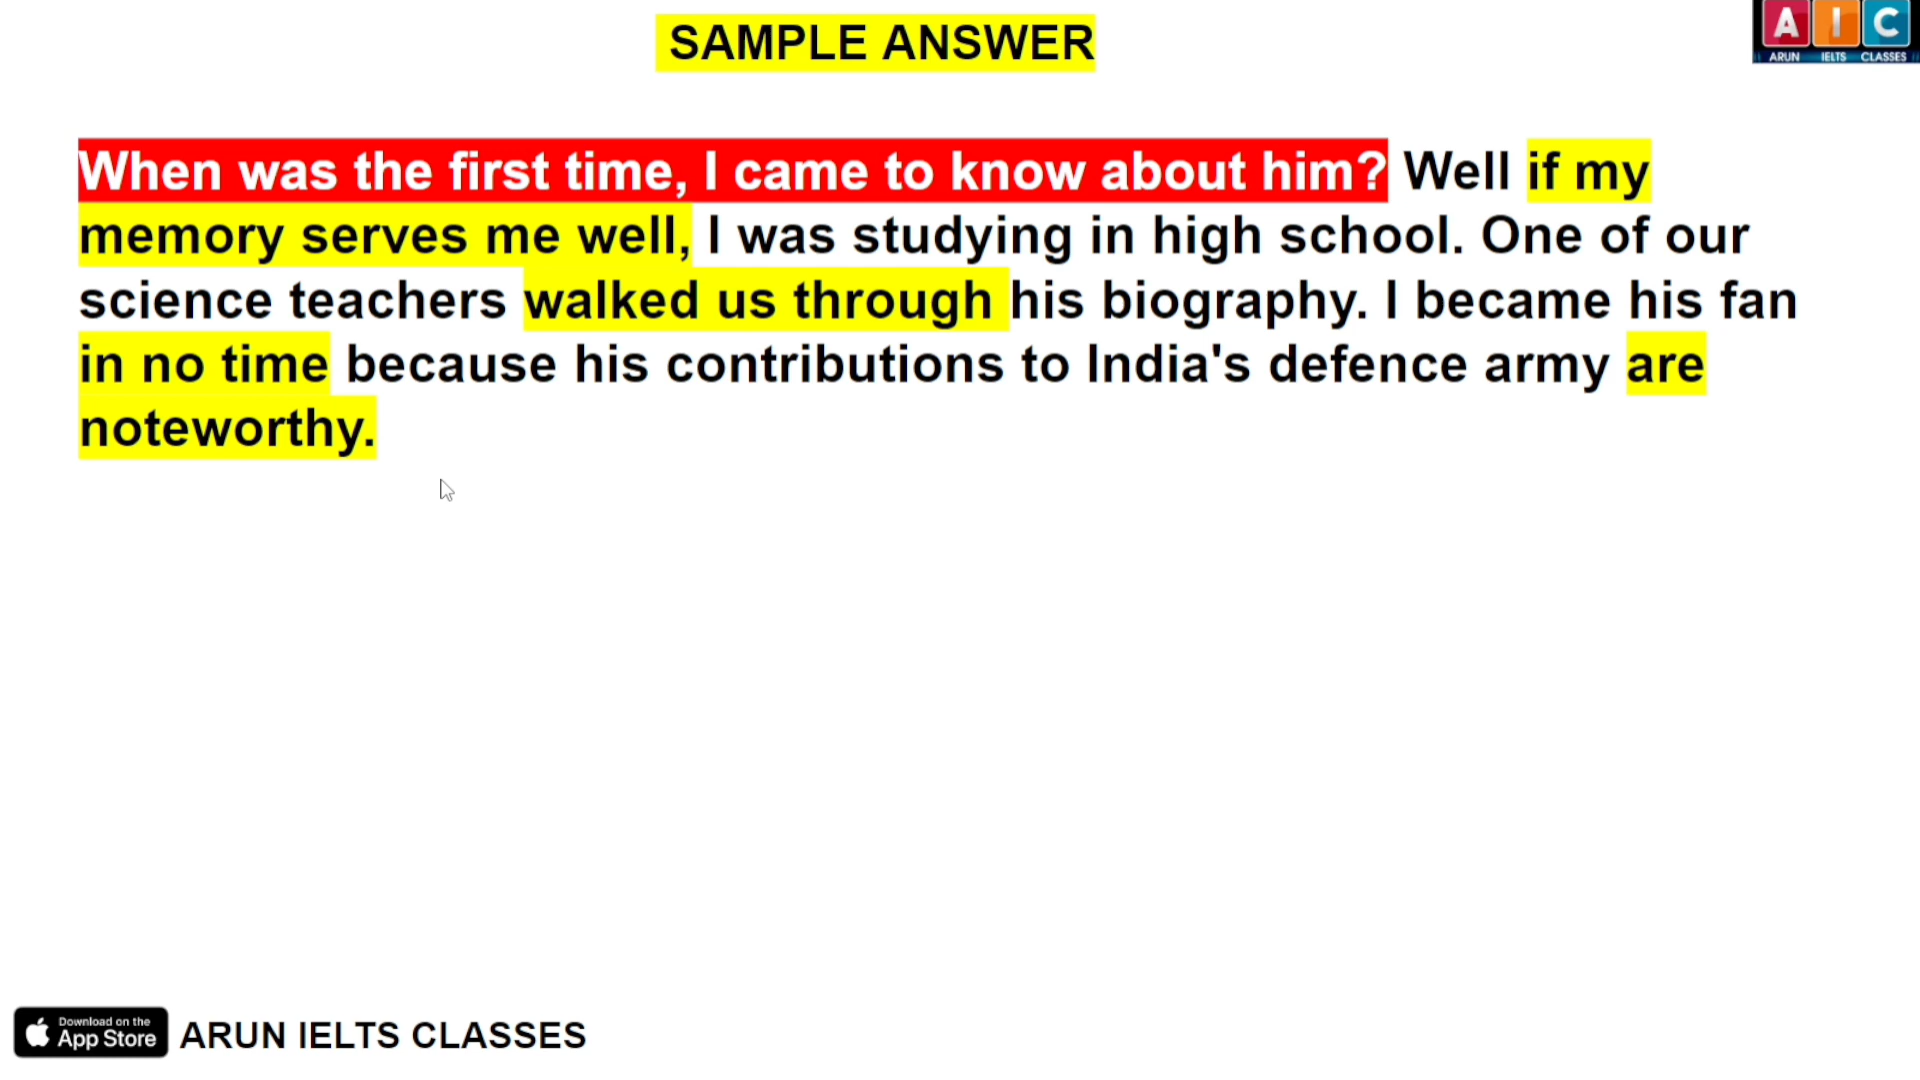 SAMPLE ANSWER
A I C
ARUN IELTS CLASSES
When was the first time, I came to know about him? Well if my
memory serves me well, I was studying in high school. One of our
science teachers walked us through his biography. I became his fan
in no time because his contributions to India's defence army are
noteworthy.
Download on the
App Store
ARUN IELTS CLASSES